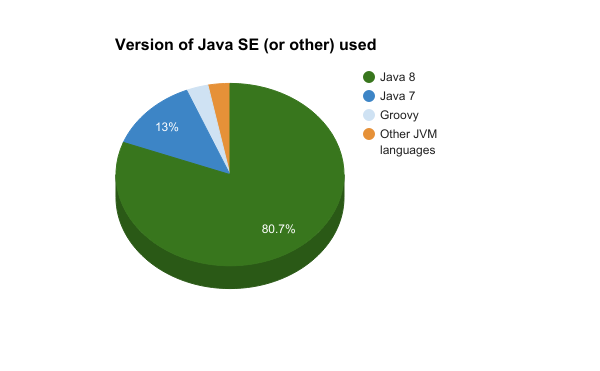 Version of Java SE (or other) used
Java 8
Java 7
Groovy
Other JVM
languages
13%
80.7%